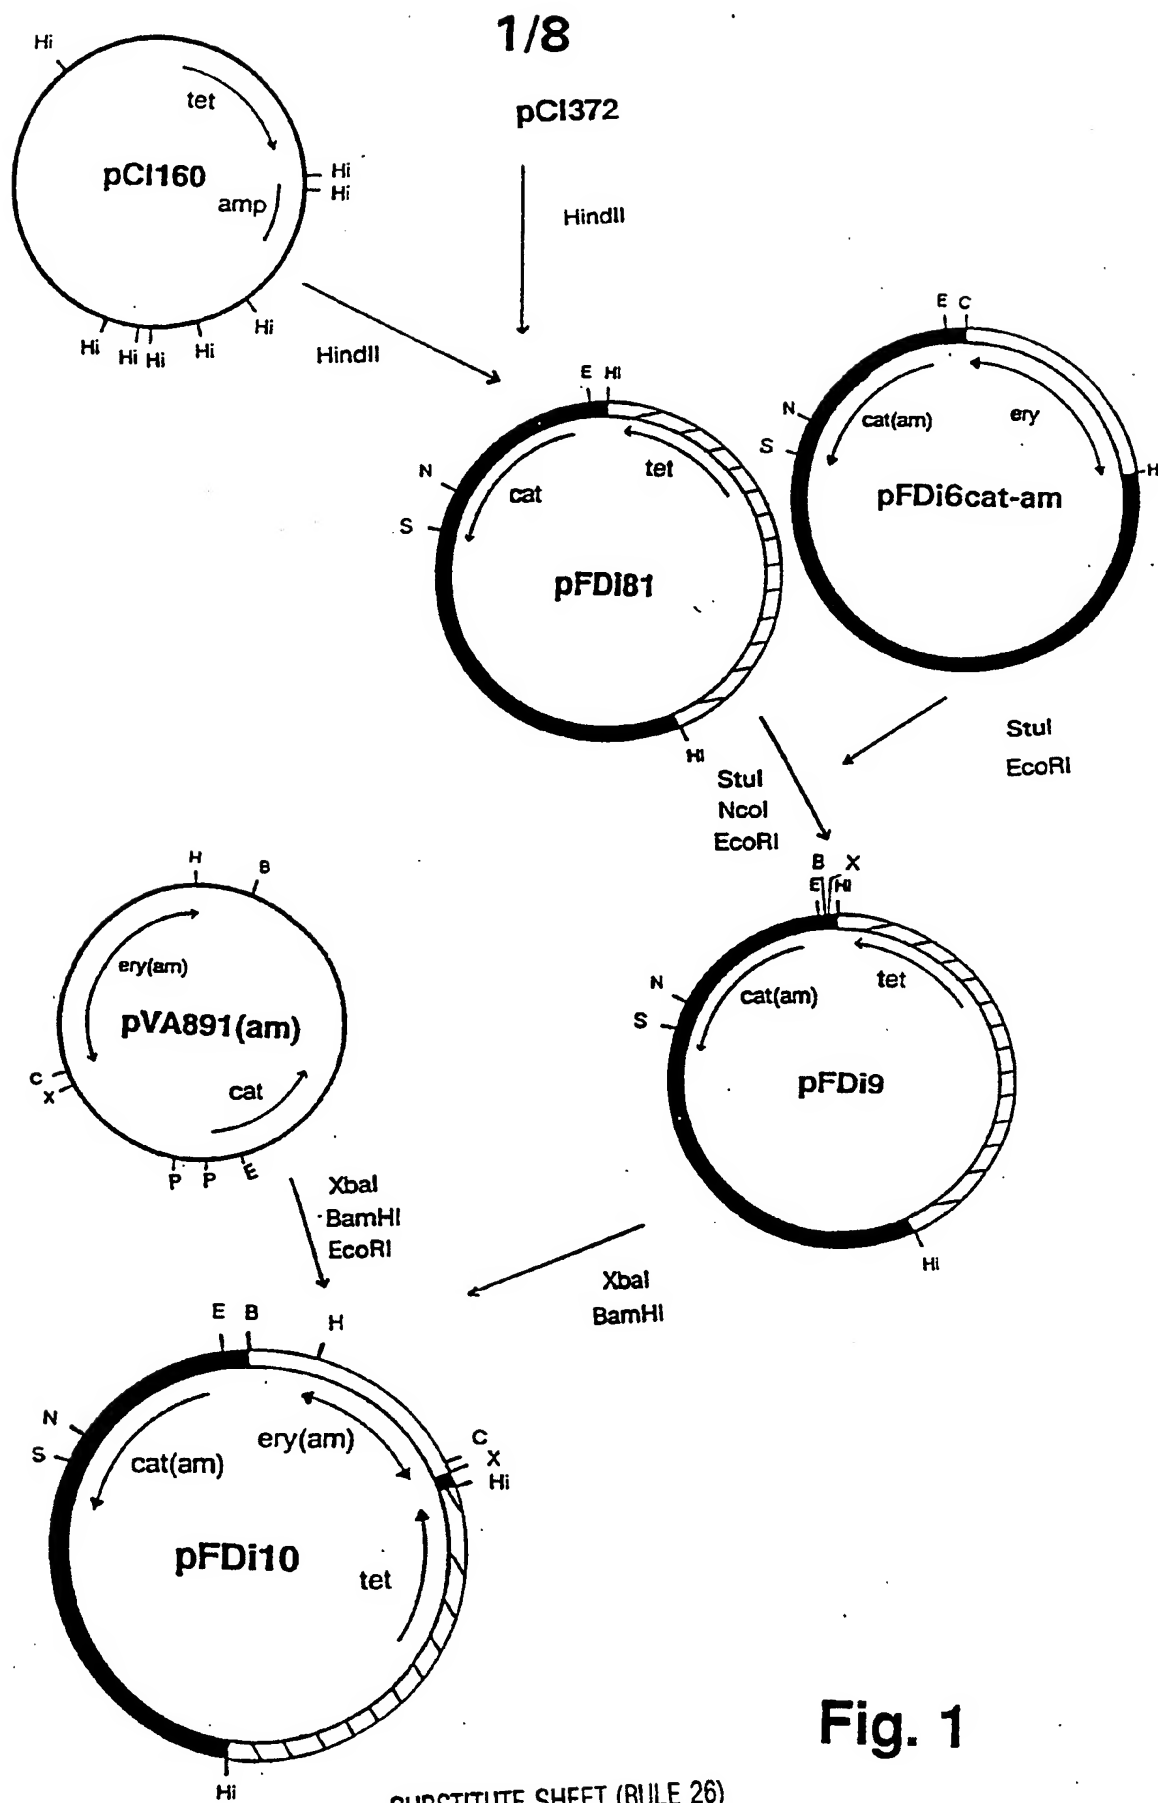 1/8
Hi
tet
pCI160
Hi
Hi
amp
Hi
Hi
Hi
Hi
Hi
pCI372
HindII
HindII
E
Hi
N
S
cat
tet
pFDi81
Hi
E
C
N
S
cat(am)
ery
H
pFDi6cat-am
StuI
NcoI
EcoRI
StuI
EcoRI
H
B
ery(am)
pVA891(am)
C
X
cat
P
P
E
B
X
E
Hi
N
S
cat(am)
tet
pFDi9
Hi
XbaI
BamHI
EcoRI
XbaI
BamHI
E
B
H
N
S
cat(am)
ery(am)
C
X
Hi
pFDi10
tet
Hi
Fig. 1
SUBSTITUTE SHEET (RULE 26)